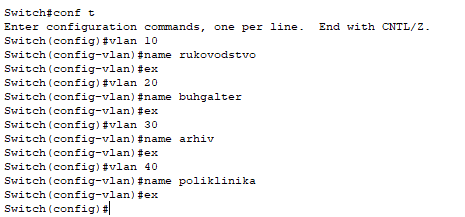 Switch#conf t
Enter configuration commands, one per line.  End with CNTL/Z.
Switch(config)#vlan 10
Switch(config-vlan)#name rukovodstvo
Switch(config-vlan)#ex
Switch(config)#vlan 20
Switch(config-vlan)#name buhgalter
Switch(config-vlan)#ex
Switch(config)#vlan 30
Switch(config-vlan)#name arhiv
Switch(config-vlan)#ex
Switch(config)#vlan 40
Switch(config-vlan)#name poliklinika
Switch(config-vlan)#ex
Switch(config)#